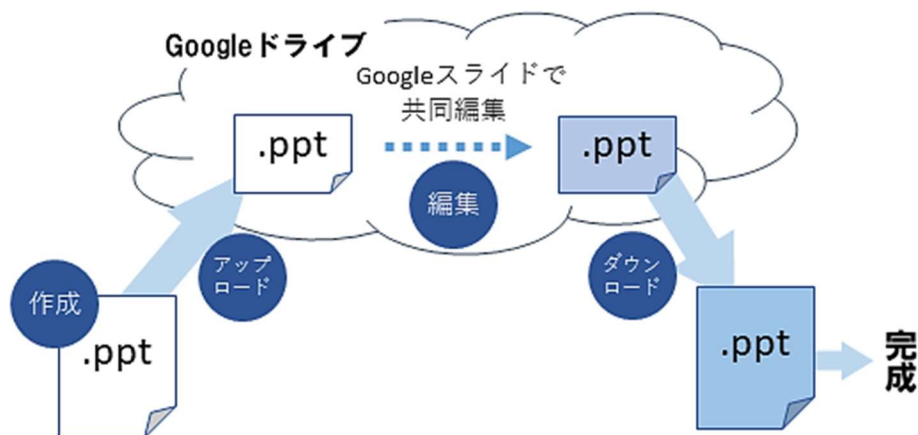 Googleドライブ
Googleスライドで
共同編集
.ppt
.ppt
編集
アップ
ロード
ダウン
ロード
作成
.ppt
.ppt
完成